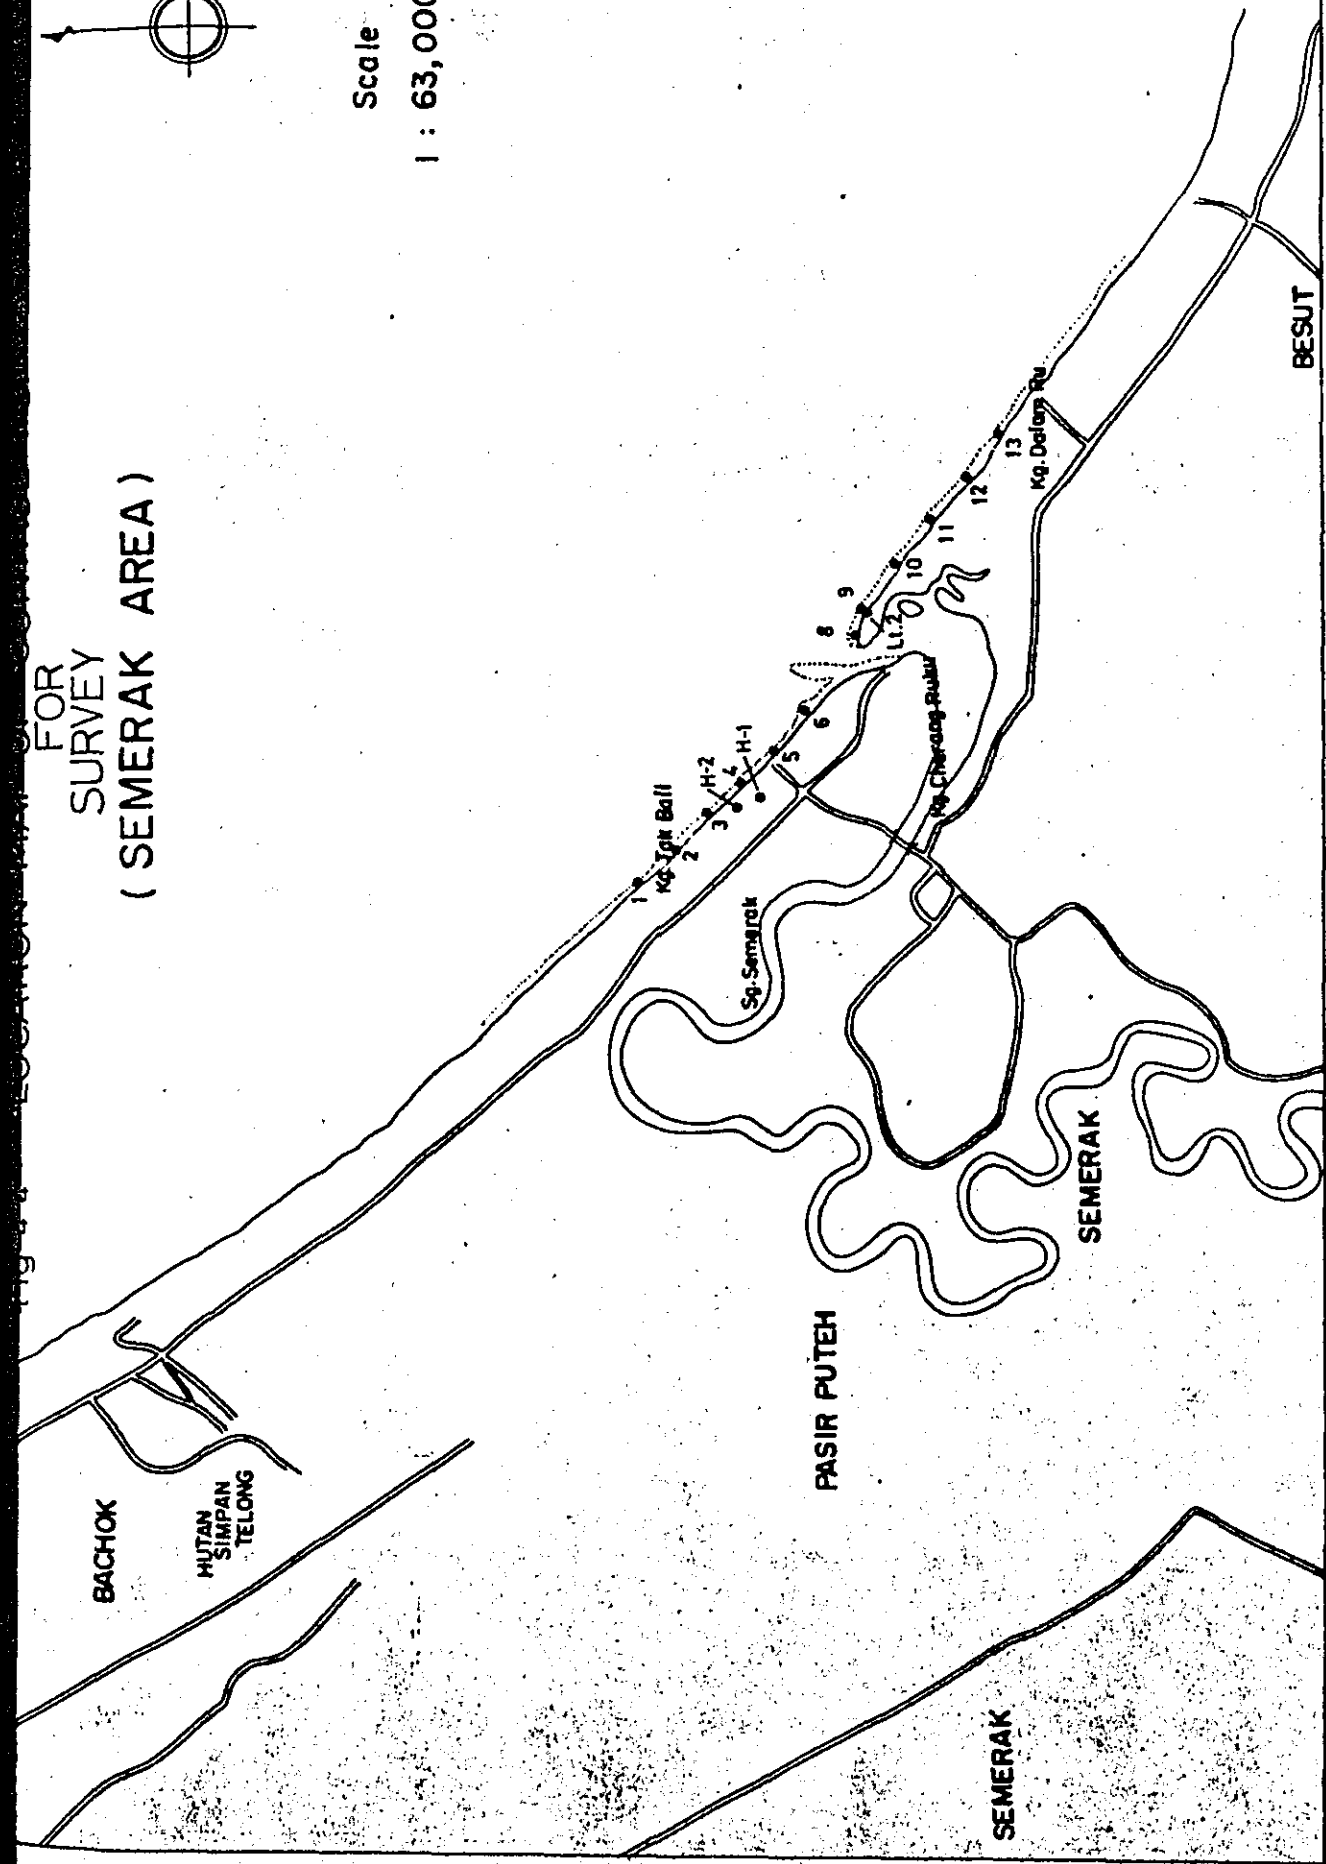 FOR
SURVEY
( SEMERAK AREA )
Scale
1 : 63,000
BACHOK
HUTAN
SIMPAN
TELONG
Kg. Tok Bali
1
2
3
H-2
4
H-1
5
6
8
9
Lt.2
10
11
12
13
Kg. Dalam Ru
Sg. Semerak
Kg. Cherang Ruku
PASIR PUTEH
SEMERAK
SEMERAK
BESUT